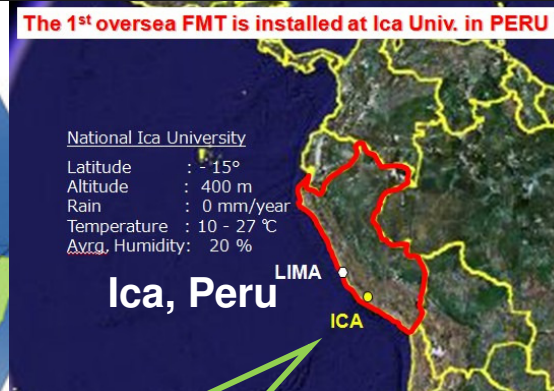 The 1st oversea FMT is installed at Ica Univ. in PERU
National Ica University
Latitude : - 15°
Altitude : 400 m
Rain : 0 mm/year
Temperature : 10 - 27 ℃
Avrg. Humidity: 20 %
LIMA
Ica, Peru
ICA